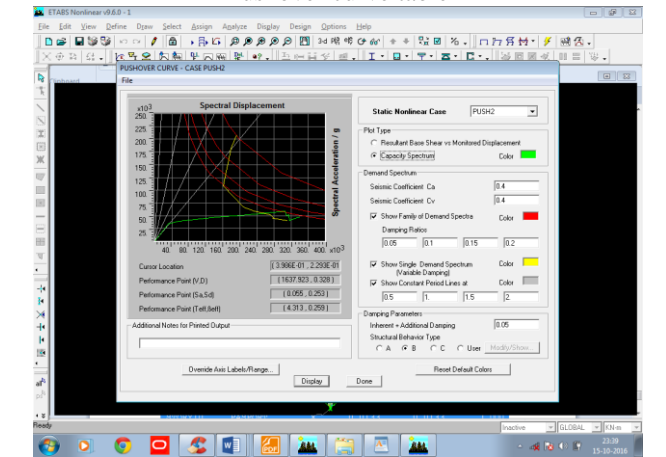 ETABS Nonlinear v9.6.0 - 1
File Edit View Define Draw Select Assign Analyze Display Design Options Help
3-d
PUSHOVER CURVE - CASE PUSH2
File
x10³
Spectral Displacement
250.
225.
200.
175.
150.
125.
100.
75.
50.
25.
Spectral Acceleration / g
40. 80. 120. 160. 200. 240. 280. 320. 360. 400. x10³
Cursor Location ( 3.986E-01 , 2.293E-01
Performance Point (V,D) ( 1637.923 , 0.328 )
Performance Point (Sa,Sd) ( 0.055 , 0.253 )
Performance Point (Teff,Beff) ( 4.313 , 0.259 )
Additional Notes for Printed Output
Override Axis Labels/Range...
Static Nonlinear Case PUSH2
Plot Type
Resultant Base Shear vs Monitored Displacement
Capacity Spectrum Color
Demand Spectrum
Seismic Coefficient Ca 0.4
Seismic Coefficient Cv 0.4
Show Family of Demand Spectra Color
Damping Ratios
0.05 0.1 0.15 0.2
Show Single Demand Spectrum Color
(Variable Damping)
Show Constant Period Lines at Color
0.5 1. 1.5 2.
Damping Parameters
Inherent + Additional Damping 0.05
Structural Behavior Type
A B C User Modify/Show...
Reset Default Colors
Display Done
Ready
Inactive GLOBAL KN-m
23:39
15-10-2016